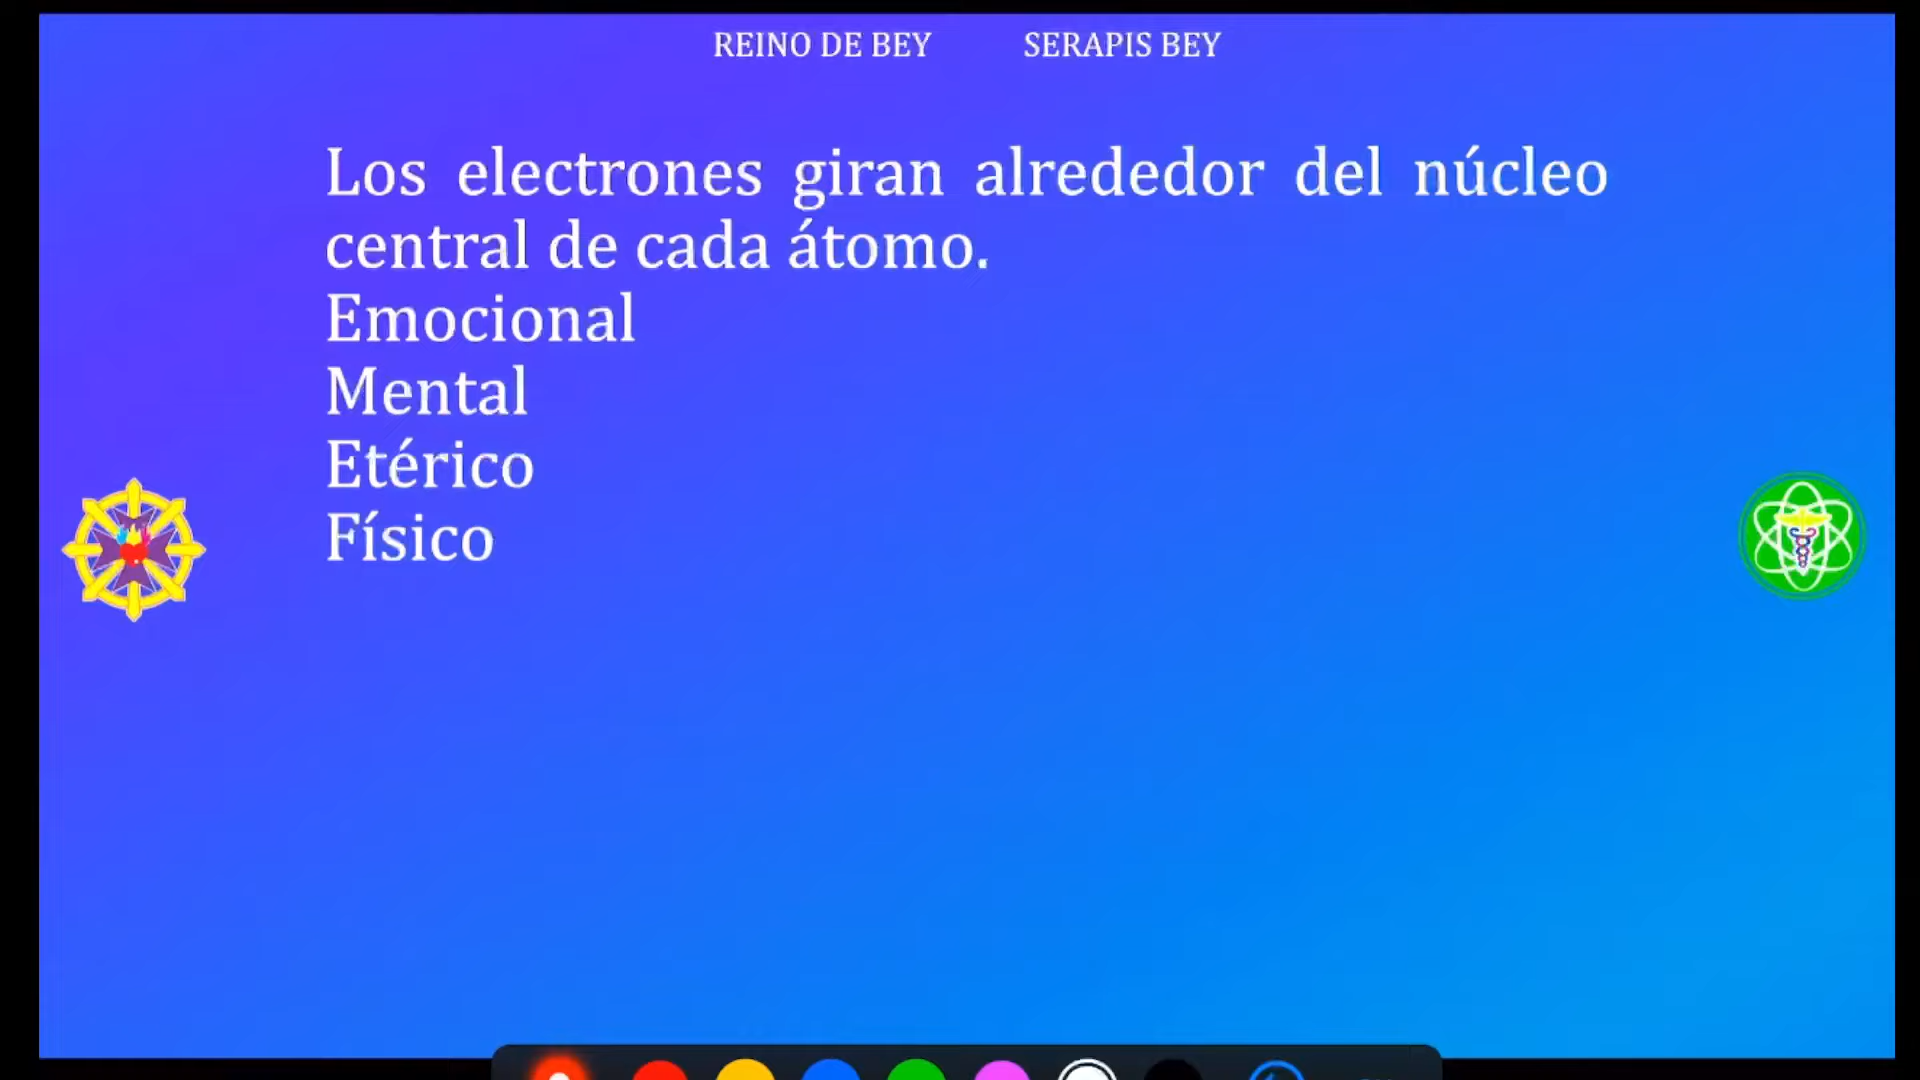 REINO DE BEY SERAPIS BEY
Los electrones giran alrededor del núcleo
central de cada átomo.
Emocional
Mental
Etérico
Físico